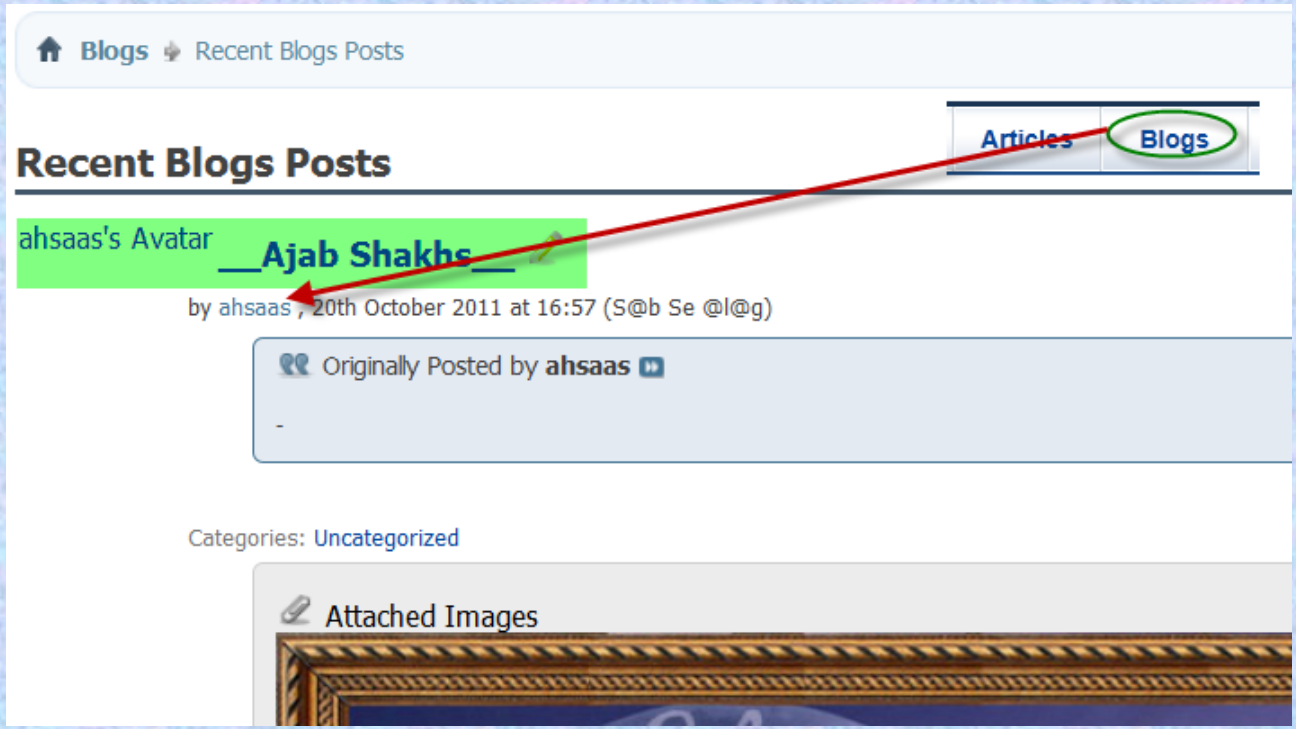 Blogs Recent Blogs Posts
Articles Blogs
Recent Blogs Posts
ahsaas's Avatar
__Ajab Shakhs__
by ahsaas , 20th October 2011 at 16:57 (S@b Se @l@g)
Originally Posted by ahsaas
-
Categories: Uncategorized
Attached Images